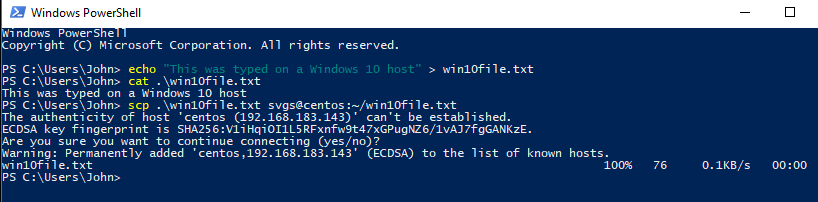 Windows PowerShell
Windows PowerShell
Copyright (C) Microsoft Corporation. All rights reserved.
PS C:\Users\John> echo "This was typed on a Windows 10 host" > win10file.txt
PS C:\Users\John> cat .\win10file.txt
This was typed on a Windows 10 host
PS C:\Users\John> scp .\win10file.txt svgs@centos:~/win10file.txt
The authenticity of host 'centos (192.168.183.143)' can't be established.
ECDSA key fingerprint is SHA256:V1iHqiOI1L5RFxnfw9t47xGPugNZ6/1vAJ7fgGANKzE.
Are you sure you want to continue connecting (yes/no)?
Warning: Permanently added 'centos,192.168.183.143' (ECDSA) to the list of known hosts.
win10file.txt 100% 76 0.1KB/s 00:00
PS C:\Users\John>